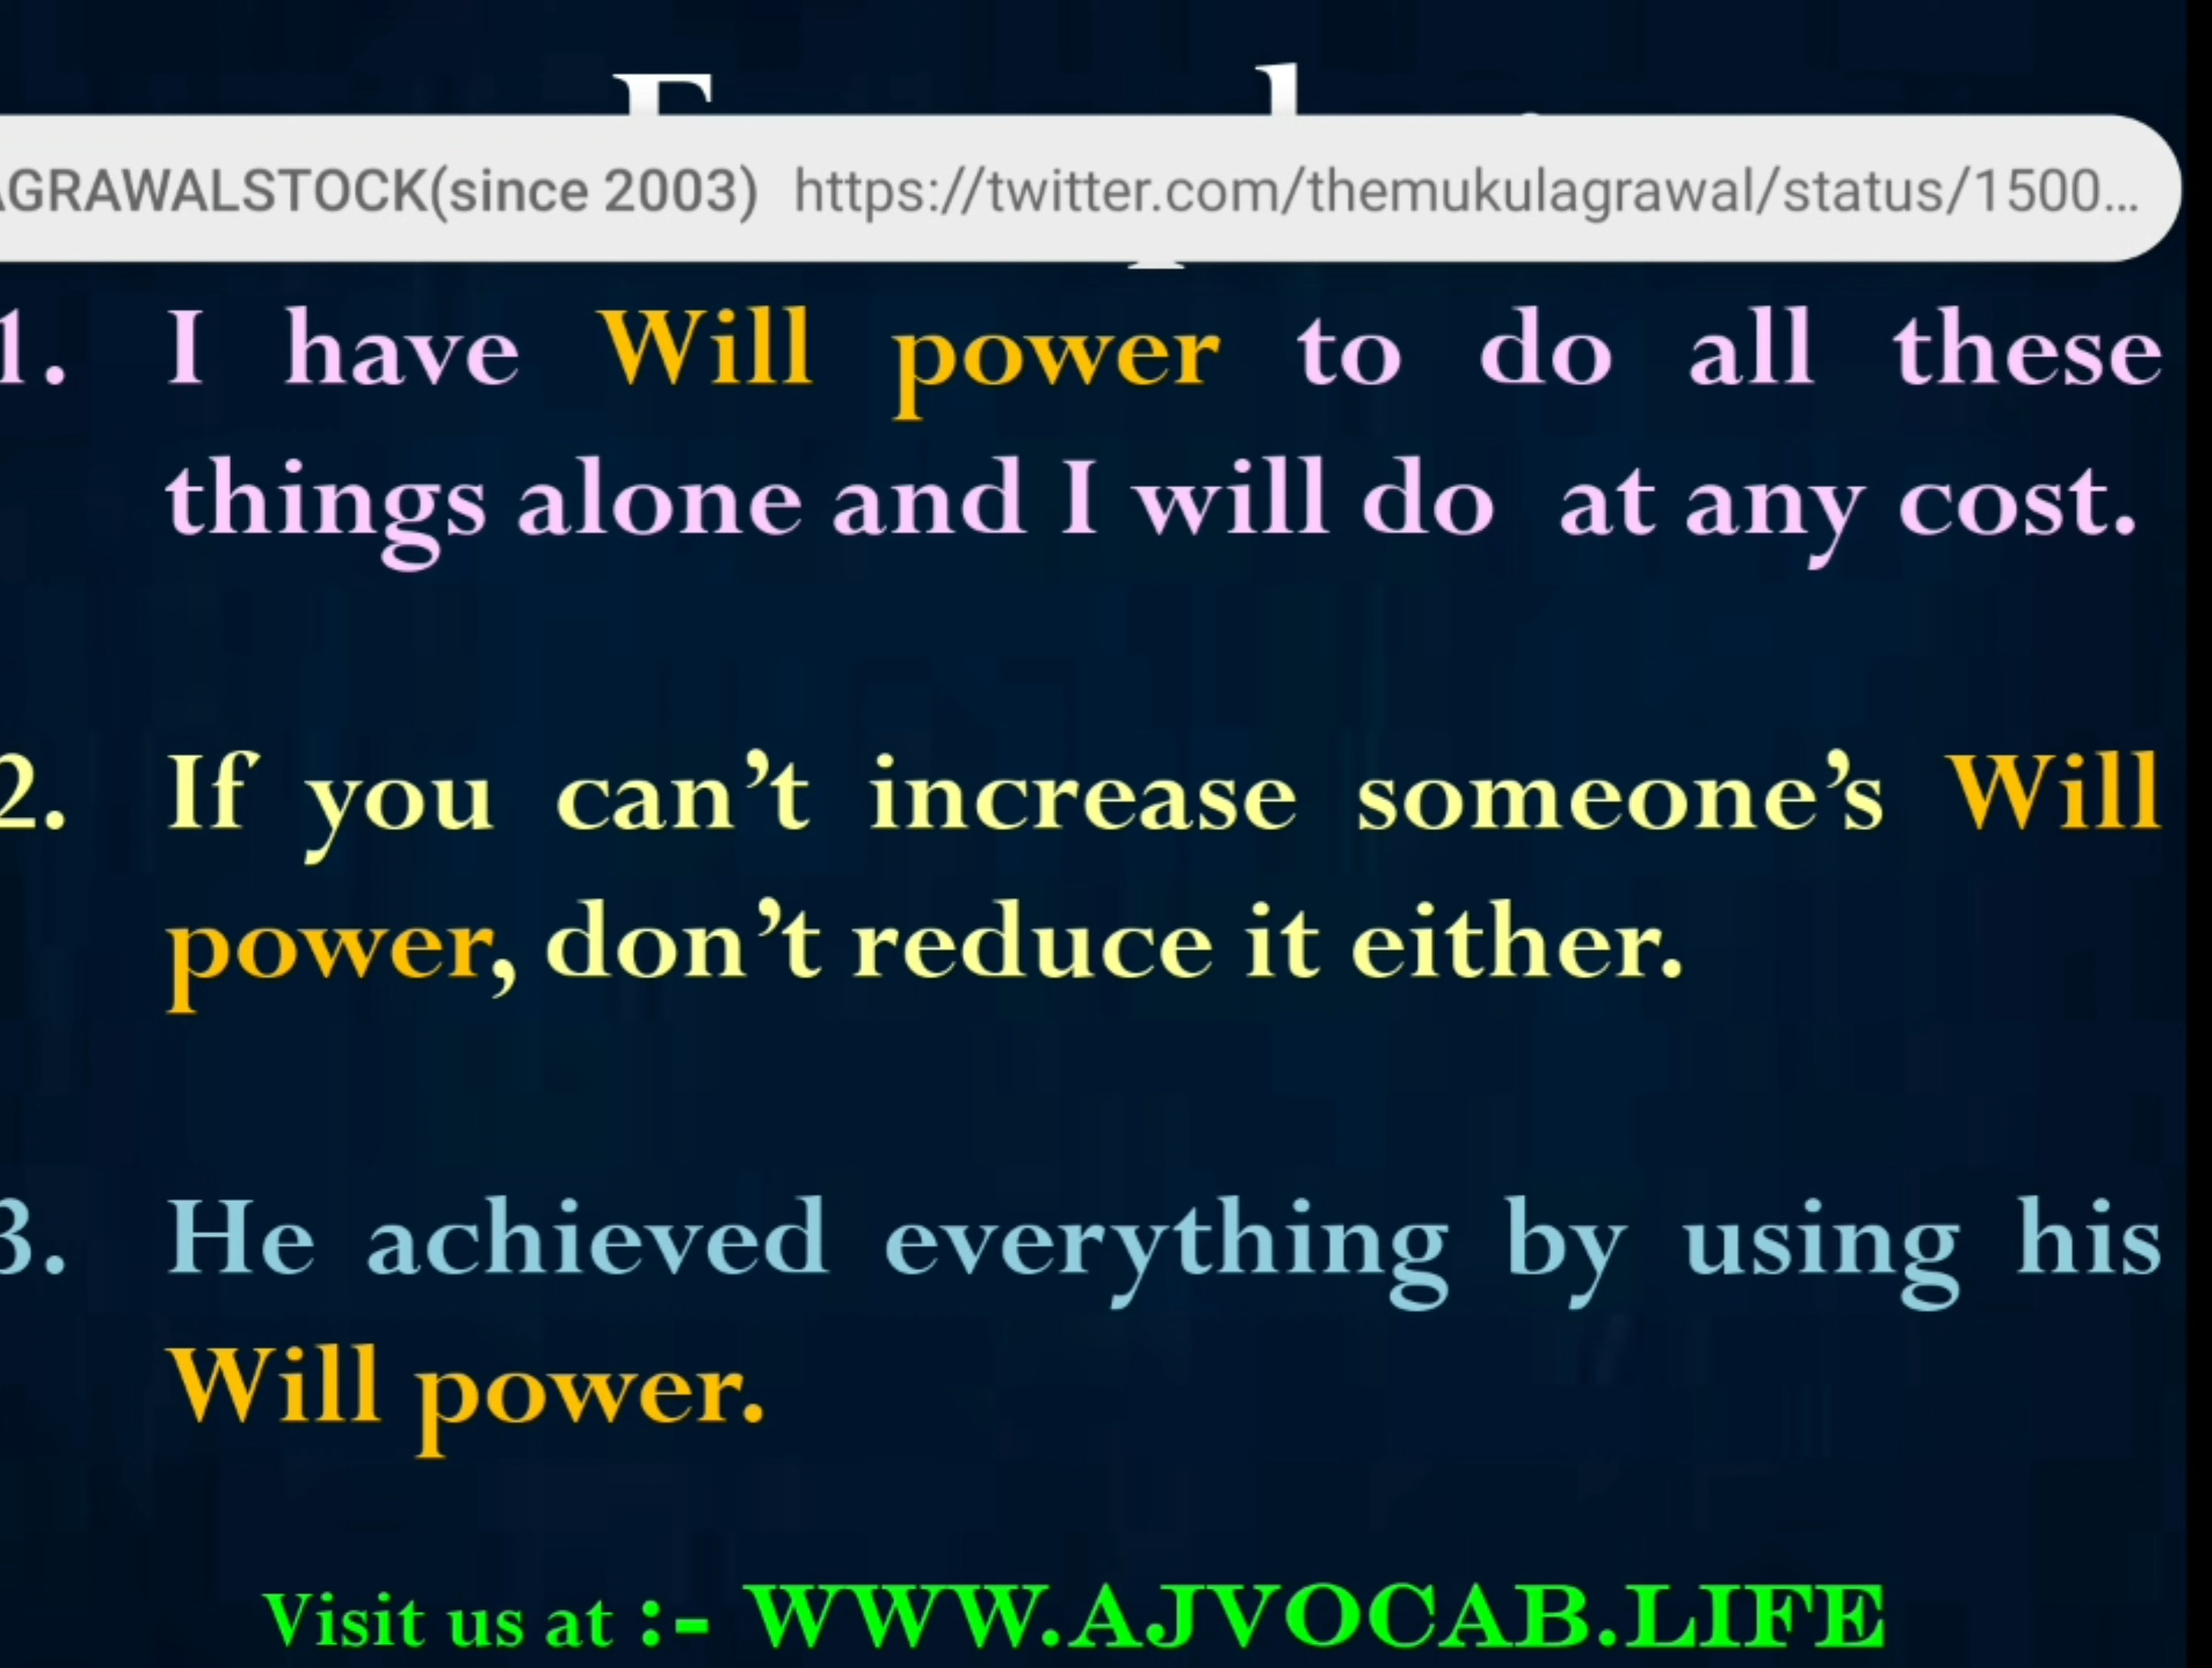 AGRAWALSTOCK(since 2003) https://twitter.com/themukulagrawal/status/1500...
1. I have Will power to do all these
things alone and I will do at any cost.
2. If you can’t increase someone’s Will
power, don’t reduce it either.
3. He achieved everything by using his
Will power.
Visit us at :- WWW.AJVOCAB.LIFE